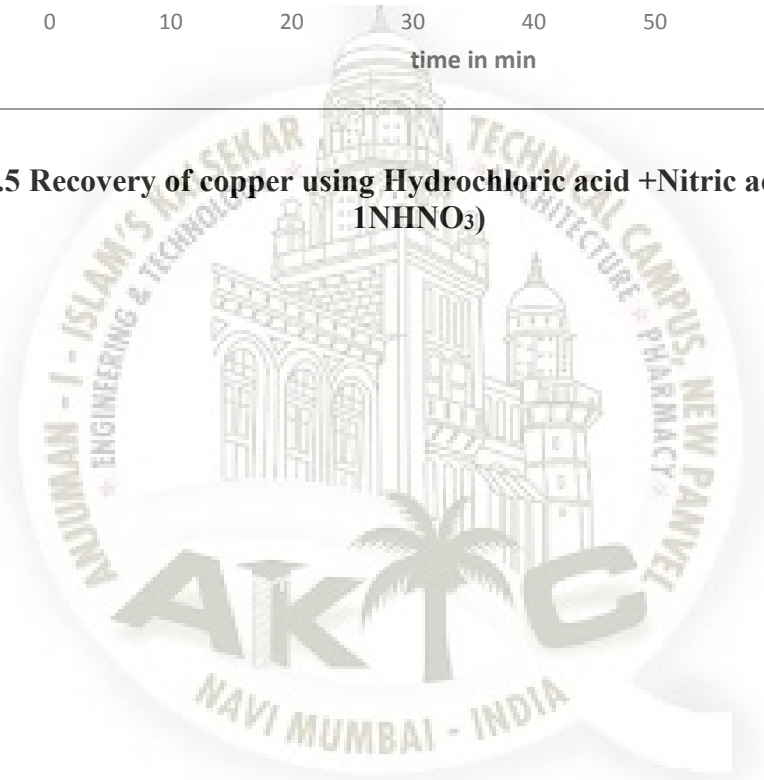 0 10 20 30 40 50
time in min
.5 Recovery of copper using Hydrochloric acid +Nitric
1NHNO₃)
ANJUMAN - I - ISLAM'S KALSEKAR TECHNICAL CAMPUS, NEW PANVEL
ENGINEERING & TECHNOLOGY * ARCHITECTURE * PHARMACY *
AKTC
NAVI MUMBAI - INDIA